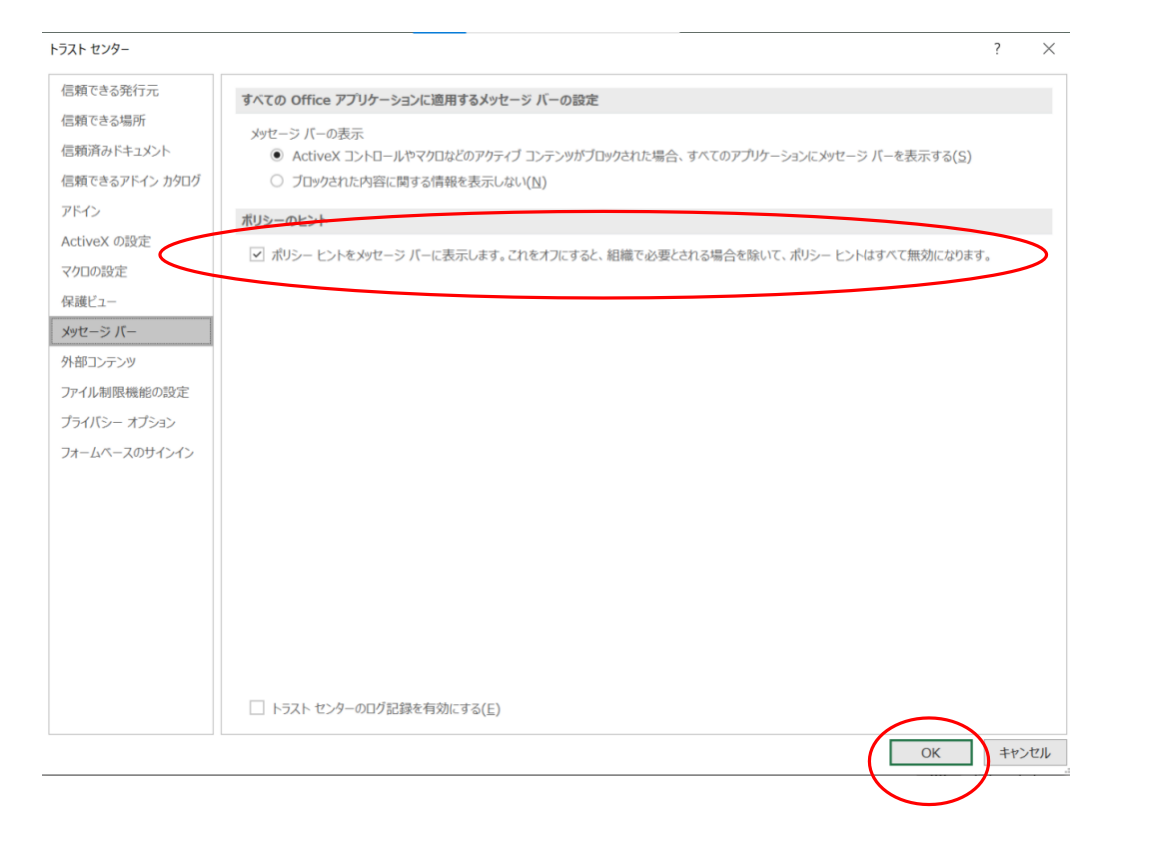 トラスト センター
?
信頼できる発行元
信頼できる場所
信頼済みドキュメント
信頼できるアドイン カタログ
アドイン
ActiveX の設定
マクロの設定
保護ビュー
メッセージ バー
外部コンテンツ
ファイル制限機能の設定
プライバシー オプション
フォームベースのサインイン
すべての Office アプリケーションに適用するメッセージ バーの設定
メッセージ バーの表示
ActiveX コントロールやマクロなどのアクティブ コンテンツがブロックされた場合、すべてのアプリケーションにメッセージ バーを表示する(S)
ブロックされた内容に関する情報を表示しない(N)
ポリシーのヒント
ポリシー ヒントをメッセージ バーに表示します。これをオフにすると、組織で必要とされる場合を除いて、ポリシー ヒントはすべて無効になります。
トラスト センターのログ記録を有効にする(E)
OK
キャンセル